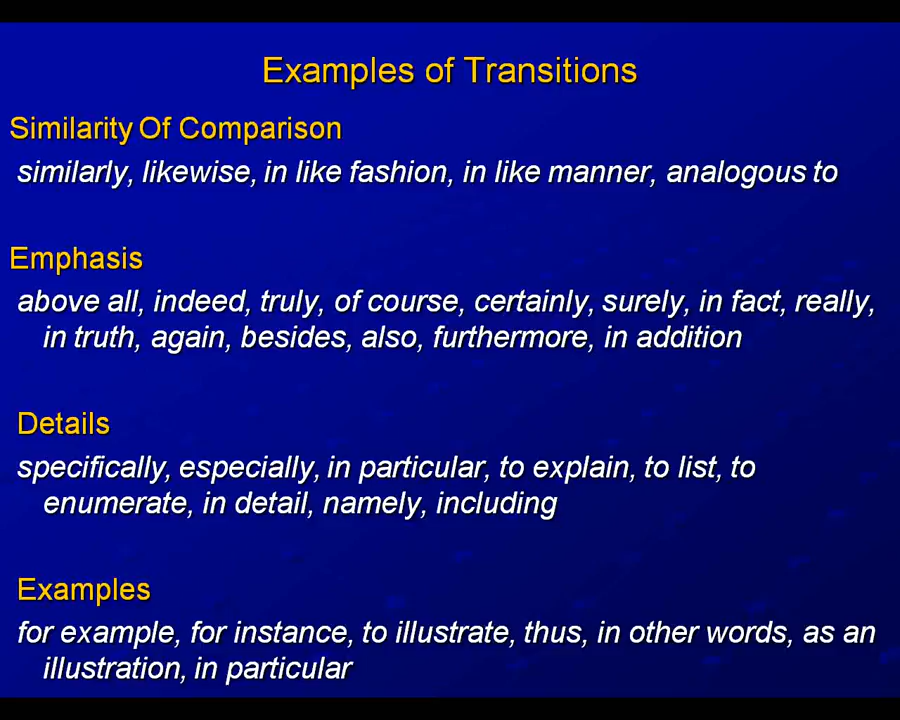 Examples of Transitions
Similarity Of Comparison
similarly, likewise, in like fashion, in like manner, analogous to
Emphasis
above all, indeed, truly, of course, certainly, surely, in fact, really,
in truth, again, besides, also, furthermore, in addition
Details
specifically, especially, in particular, to explain, to list, to
enumerate, in detail, namely, including
Examples
for example, for instance, to illustrate, thus, in other words, as an
illustration, in particular